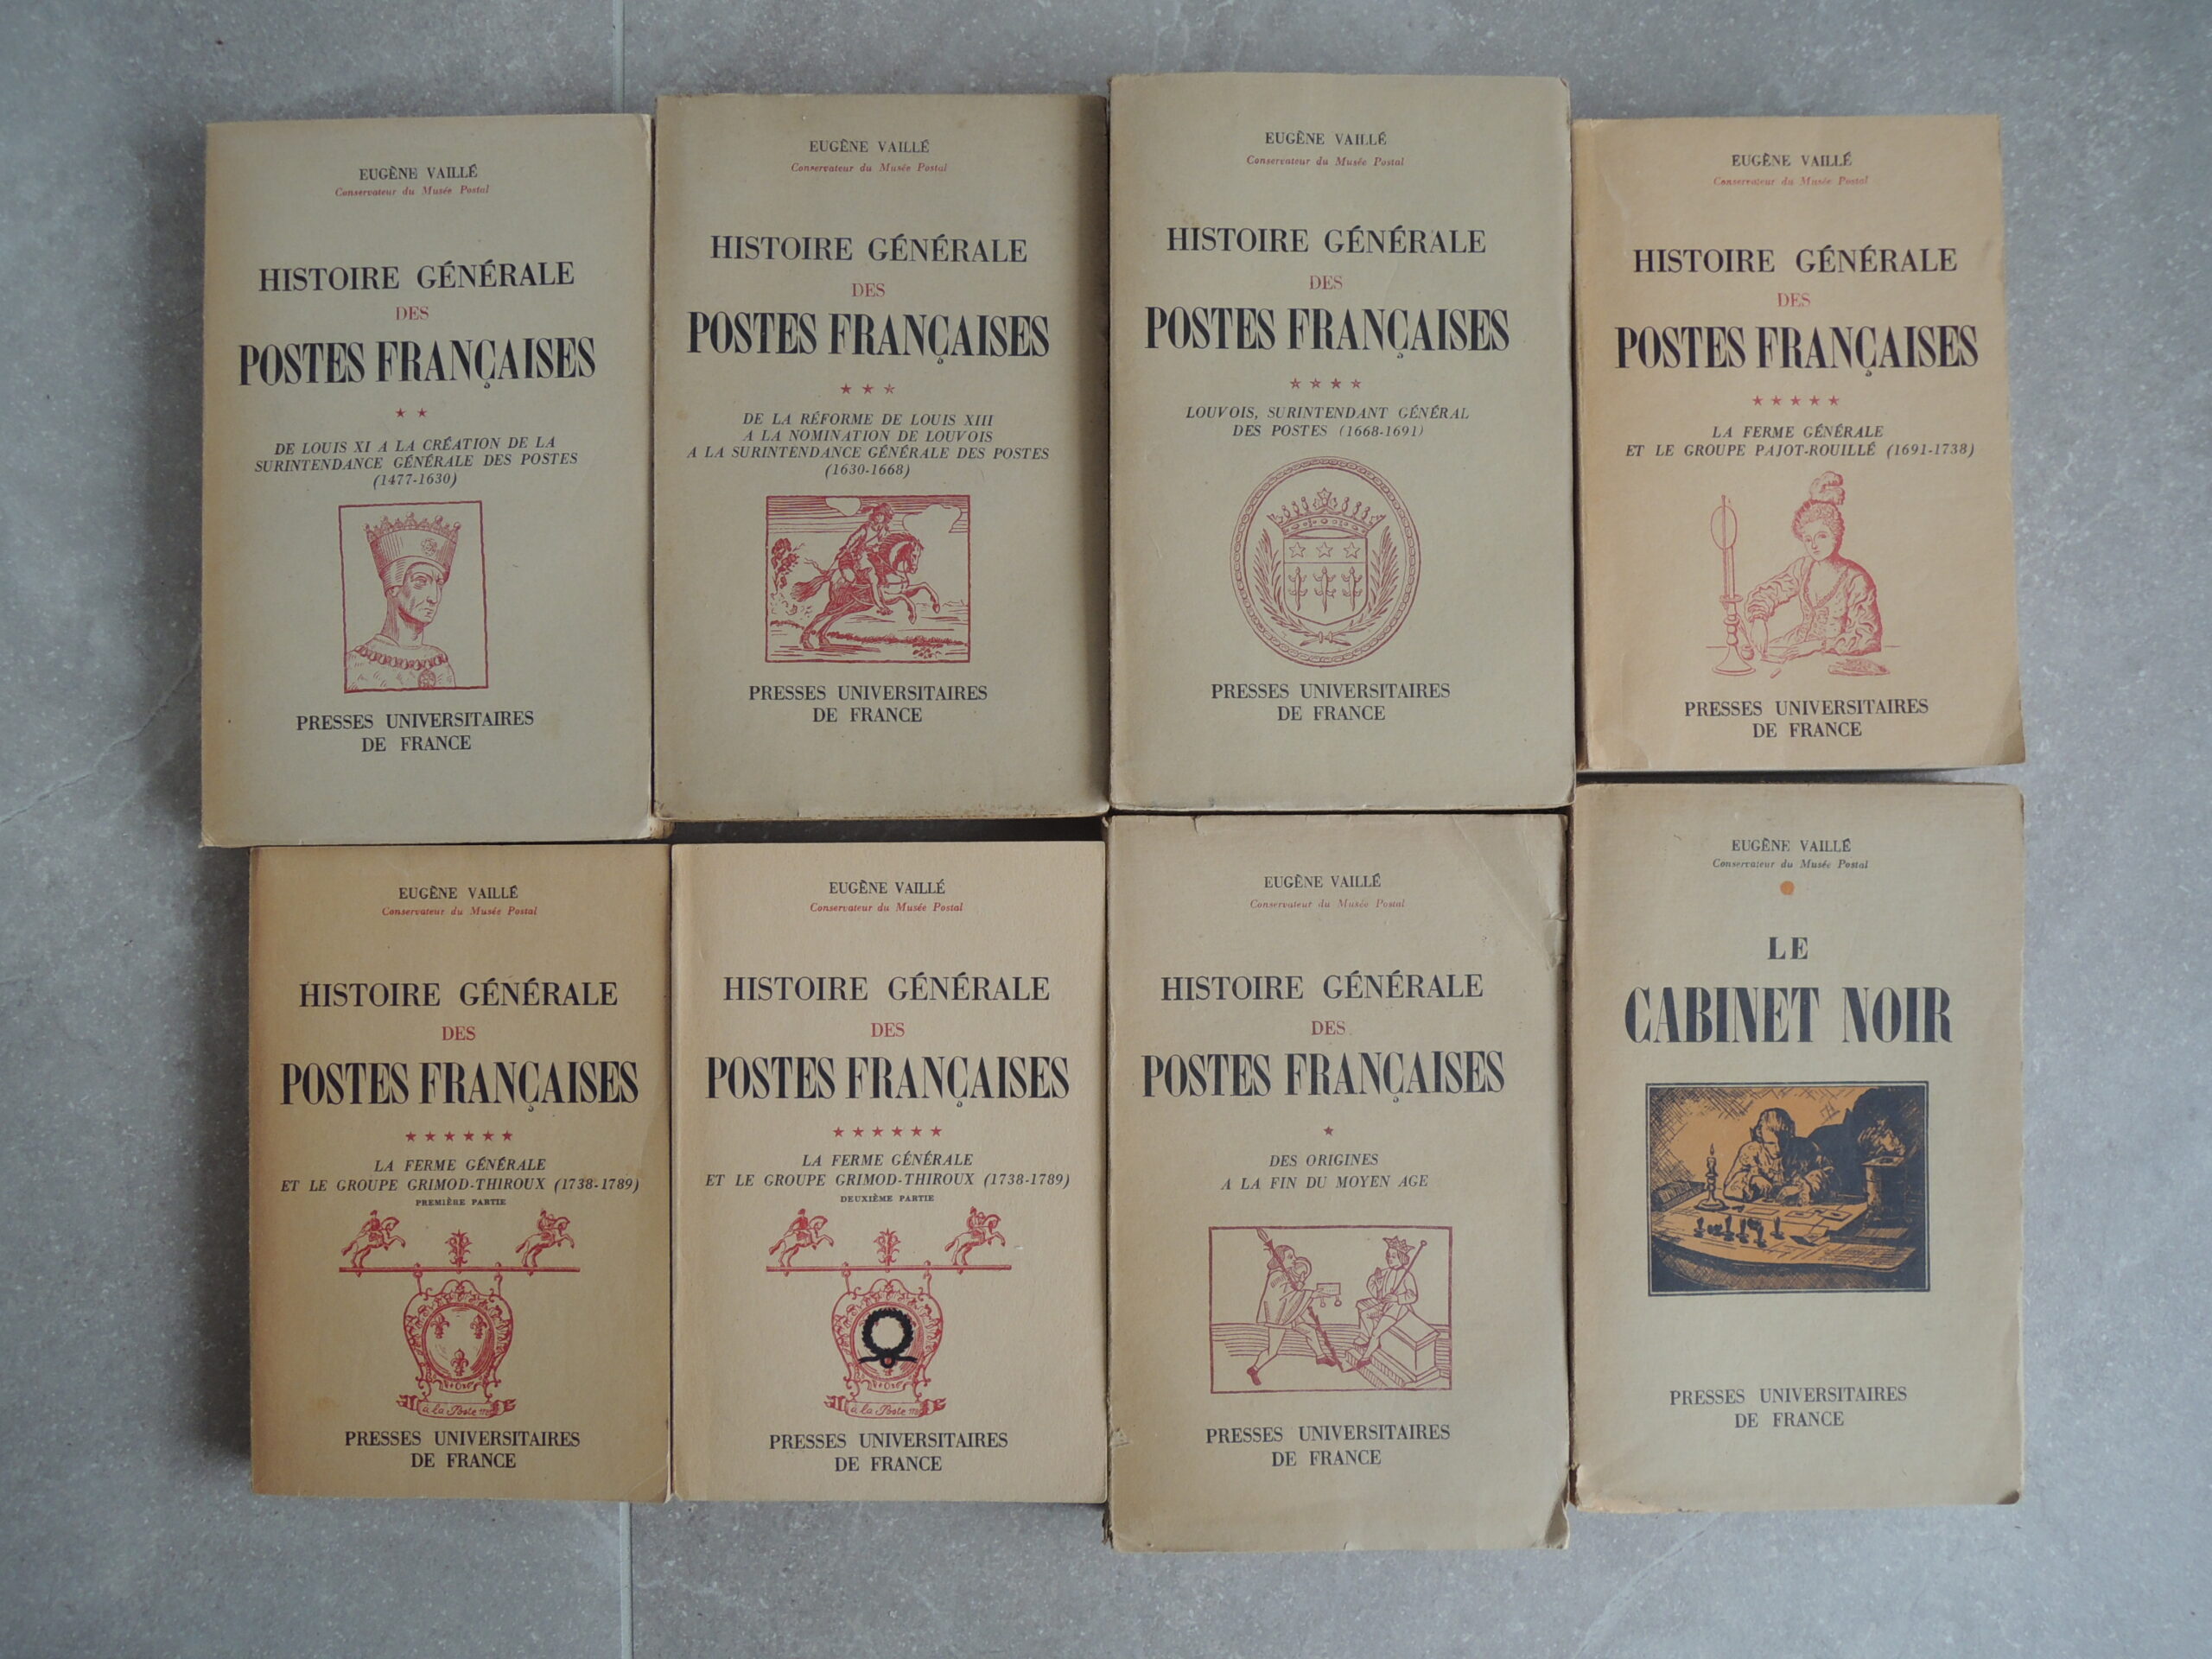 EUGÈNE VAILLÉ
Conservateur du Musée Postal
HISTOIRE GÉNÉRALE
DES
POSTES FRANÇAISES
★ ★
DE LOUIS XI A LA CRÉATION DE LA
SURINTENDANCE GÉNÉRALE DES POSTES
(1477-1630)
PRESSES UNIVERSITAIRES
DE FRANCE
EUGÈNE VAILLÉ
Conservateur du Musée Postal
HISTOIRE GÉNÉRALE
DES
POSTES FRANÇAISES
★ ★ ★
DE LA RÉFORME DE LOUIS XIII
A LA NOMINATION DE LOUVOIS
A LA SURINTENDANCE GÉNÉRALE DES POSTES
(1630-1668)
PRESSES UNIVERSITAIRES
DE FRANCE
EUGÈNE VAILLÉ
Conservateur du Musée Postal
HISTOIRE GÉNÉRALE
DES
POSTES FRANÇAISES
★ ★ ★ ★
LOUVOIS, SURINTENDANT GÉNÉRAL
DES POSTES (1668-1691)
PRESSES UNIVERSITAIRES
DE FRANCE
EUGÈNE VAILLÉ
Conservateur du Musée Postal
HISTOIRE GÉNÉRALE
DES
POSTES FRANÇAISES
★ ★ ★ ★ ★
LA FERME GÉNÉRALE
ET LE GROUPE PAJOT-ROUILLÉ (1691-1738)
PRESSES UNIVERSITAIRES
DE FRANCE
EUGÈNE VAILLÉ
Conservateur du Musée Postal
HISTOIRE GÉNÉRALE
DES
POSTES FRANÇAISES
★ ★ ★ ★ ★ ★
LA FERME GÉNÉRALE
ET LE GROUPE GRIMOD-THIROUX (1738-1789)
PREMIÈRE PARTIE
à la Poste
PRESSES UNIVERSITAIRES
DE FRANCE
EUGÈNE VAILLÉ
Conservateur du Musée Postal
HISTOIRE GÉNÉRALE
DES
POSTES FRANÇAISES
★ ★ ★ ★ ★ ★
LA FERME GÉNÉRALE
ET LE GROUPE GRIMOD-THIROUX (1738-1789)
DEUXIÈME PARTIE
à la Poste
PRESSES UNIVERSITAIRES
DE FRANCE
EUGÈNE VAILLÉ
Conservateur du Musée Postal
HISTOIRE GÉNÉRALE
DES
POSTES FRANÇAISES
★
DES ORIGINES
A LA FIN DU MOYEN AGE
PRESSES UNIVERSITAIRES
DE FRANCE
EUGÈNE VAILLÉ
Conservateur du Musée Postal
LE
CABINET NOIR
PRESSES UNIVERSITAIRES
DE FRANCE